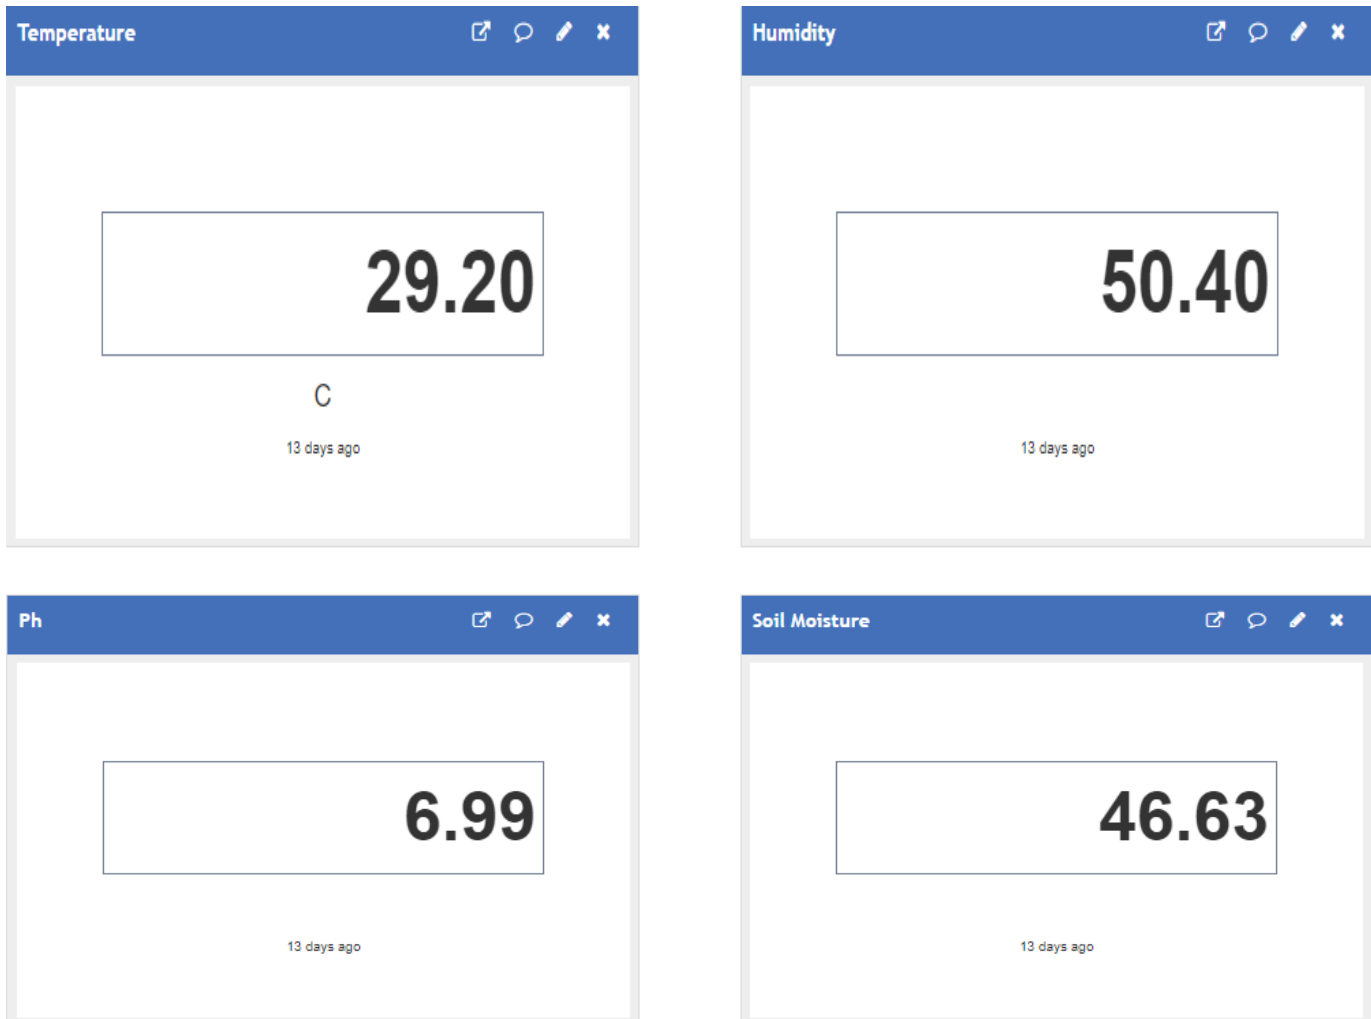 Temperature
29.20
C
13 days ago
Humidity
50.40
13 days ago
Ph
6.99
13 days ago
Soil Moisture
46.63
13 days ago